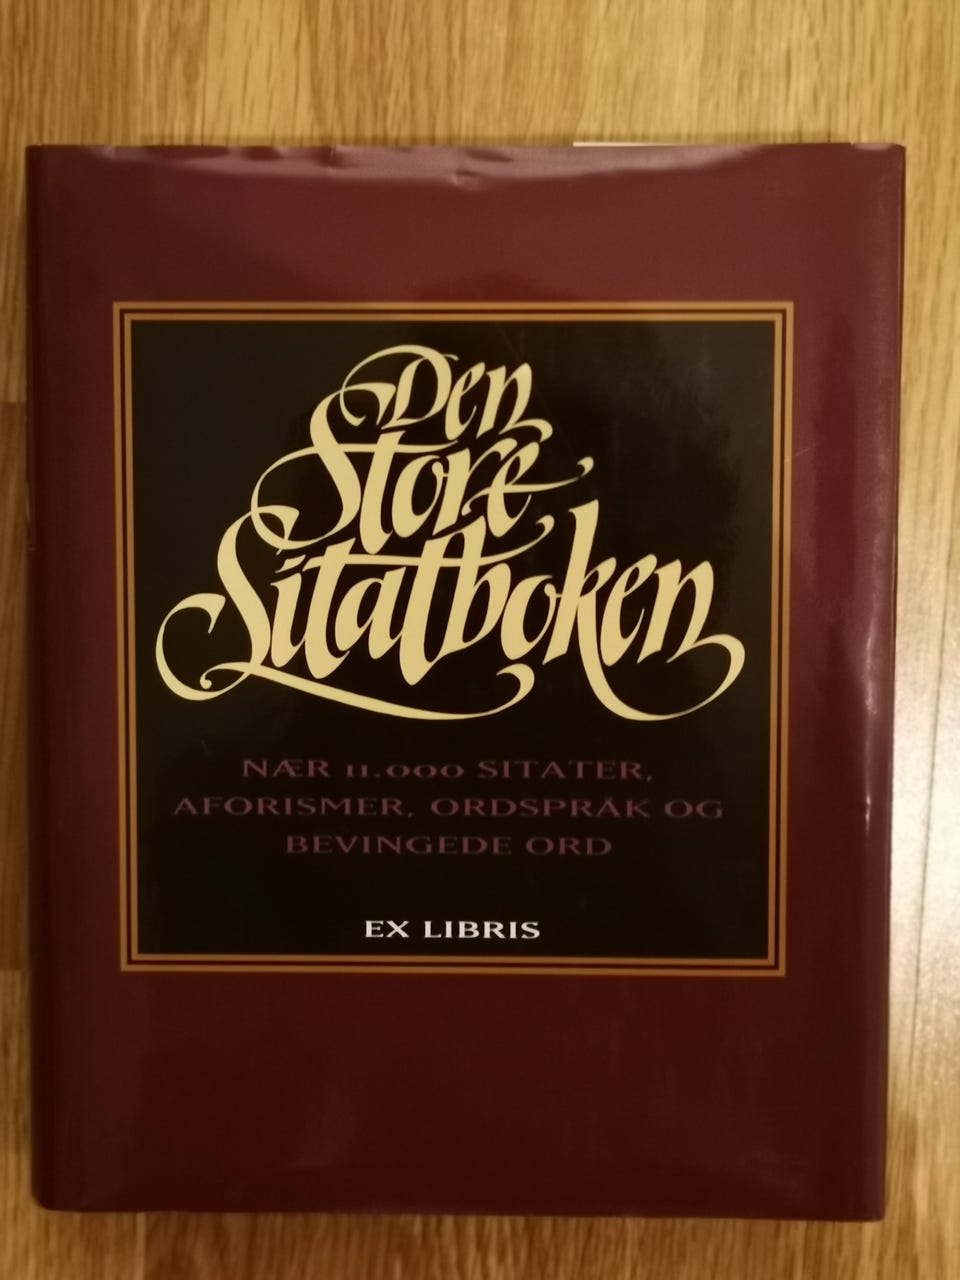 Den
Store
Sitatboken
NÆR 11.000 SITATER,
AFORISMER, ORDSPRÅK OG
BEVINGEDE ORD
EX LIBRIS